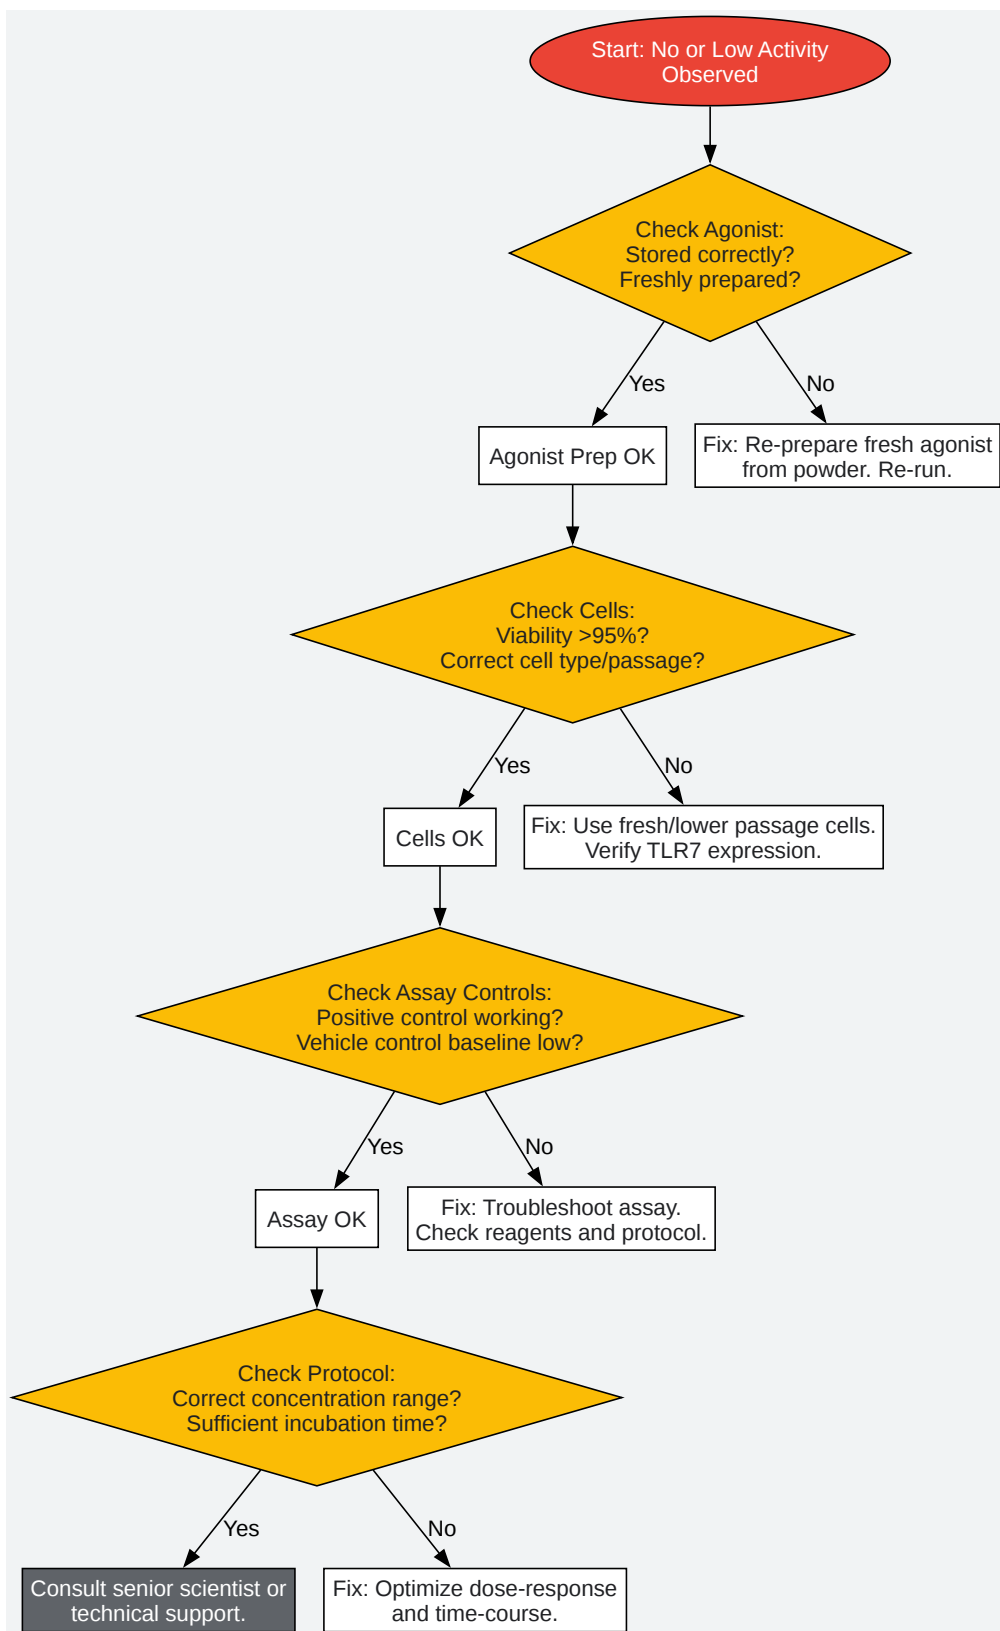 Start: No or Low Activity
Observed
Check Agonist:
Stored correctly?
Freshly prepared?
Yes
No
Agonist Prep OK
Fix: Re-prepare fresh agonist
from powder. Re-run.
Check Cells:
Viability >95%?
Correct cell type/passage?
Yes
No
Cells OK
Fix: Use fresh/lower passage cells.
Verify TLR7 expression.
Check Assay Controls:
Positive control working?
Vehicle control baseline low?
Yes
No
Assay OK
Fix: Troubleshoot assay.
Check reagents and protocol.
Check Protocol:
Correct concentration range?
Sufficient incubation time?
Yes
No
Consult senior scientist or
technical support.
Fix: Optimize dose-response
and time-course.